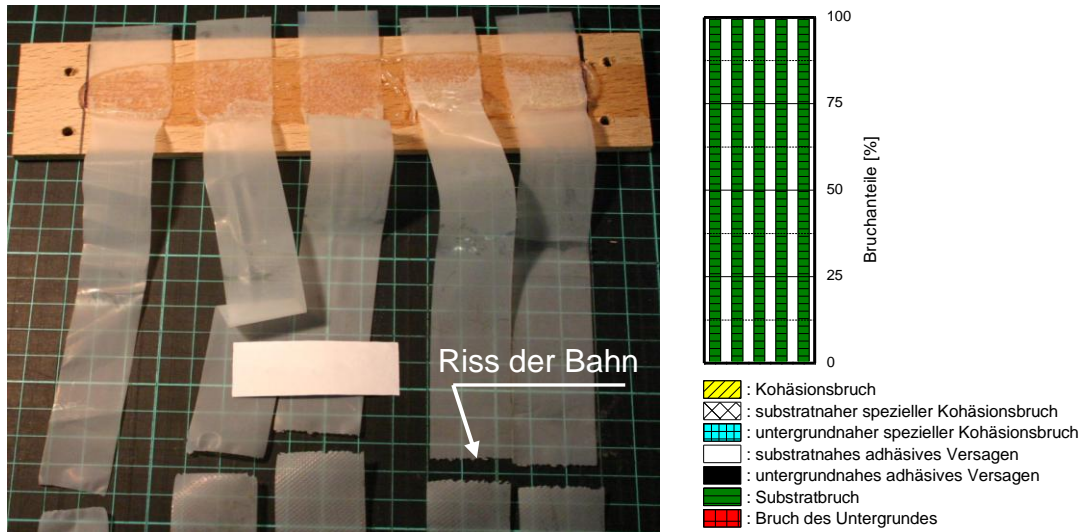 Riss der Bahn
100
75
50
25
0
Bruchanteile [%]
: Kohäsionsbruch
: substratnaher spezieller Kohäsionsbruch
: untergrundnaher spezieller Kohäsionsbruch
: substratnahes adhäsives Versagen
: untergrundnahes adhäsives Versagen
: Substratbruch
: Bruch des Untergrundes